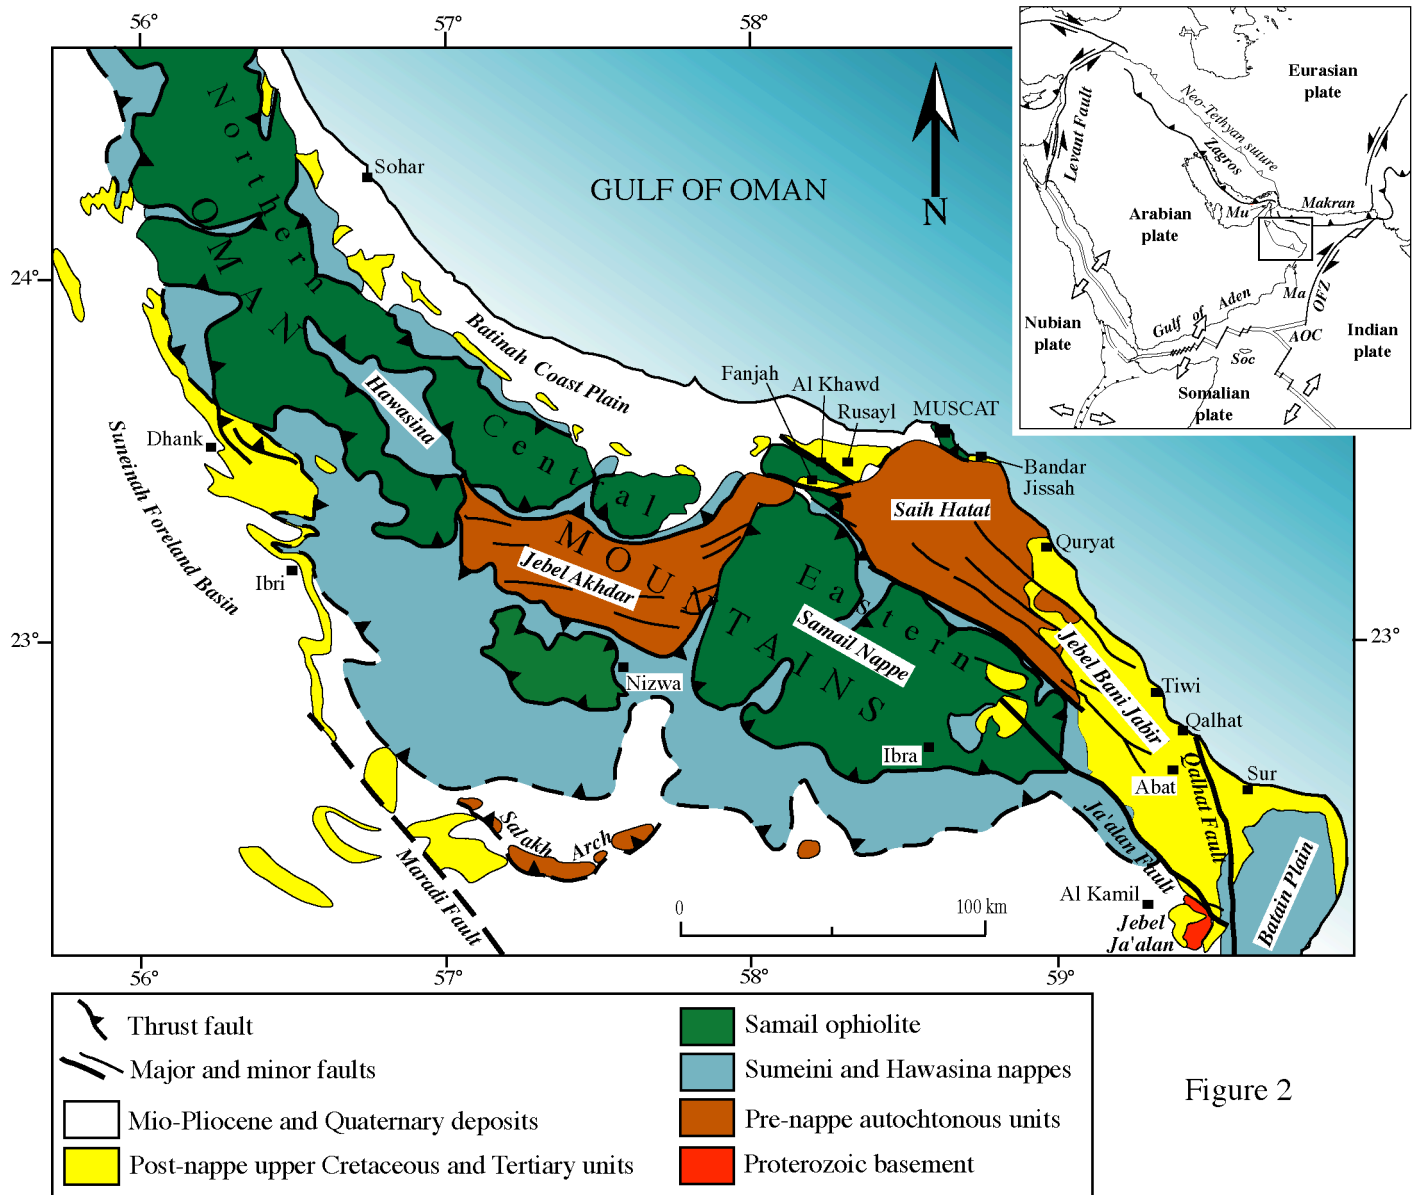 56°
57°
58°
24°
23°
23°
56°
57°
58°
59°
Northern
Central
Eastern
OMAN
MOUNTAINS
GULF OF OMAN
N
Sohar
Batinah Coast Plain
Hawasina
Dhank
Suneinah Foreland Basin
Ibri
Fanjah
Al Khawd
Rusayl
MUSCAT
Bandar
Jissah
Saih Hatat
Quryat
Jebel Akhdar
Samail Nappe
Nizwa
Ibra
Jebel Bani Jabir
Tiwi
Qalhat
Abat
Qalhat Fault
Sur
Ja'alan Fault
Batain Plain
Al Kamil
Jebel
Ja'alan
Salakh Arch
Maradi Fault
0
100 km
Eurasian
plate
Neo-Tethyan suture
Levant Fault
Zagros
Mu
Makran
Arabian
plate
Ma
OFZ
Gulf of Aden
AOC
Soc
Nubian
plate
Indian
plate
Somalian
plate
Thrust fault
Major and minor faults
Mio-Pliocene and Quaternary deposits
Post-nappe upper Cretaceous and Tertiary units
Samail ophiolite
Sumeini and Hawasina nappes
Pre-nappe autochtonous units
Proterozoic basement
Figure 2